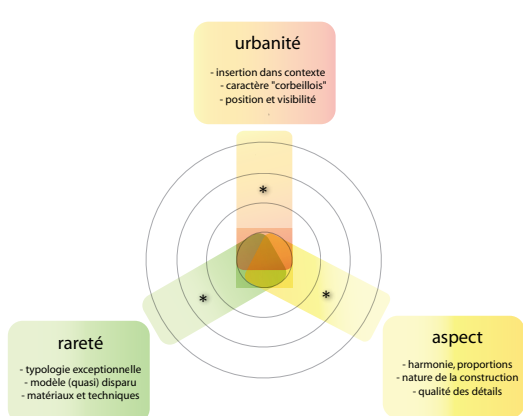 urbanité
- insertion dans contexte
- caractère "corbeillois"
- position et visibilité
*
*
*
rareté
- typologie exceptionnelle
- modèle (quasi) disparu
- matériaux et techniques
aspect
- harmonie, proportions
- nature de la construction
- qualité des détails